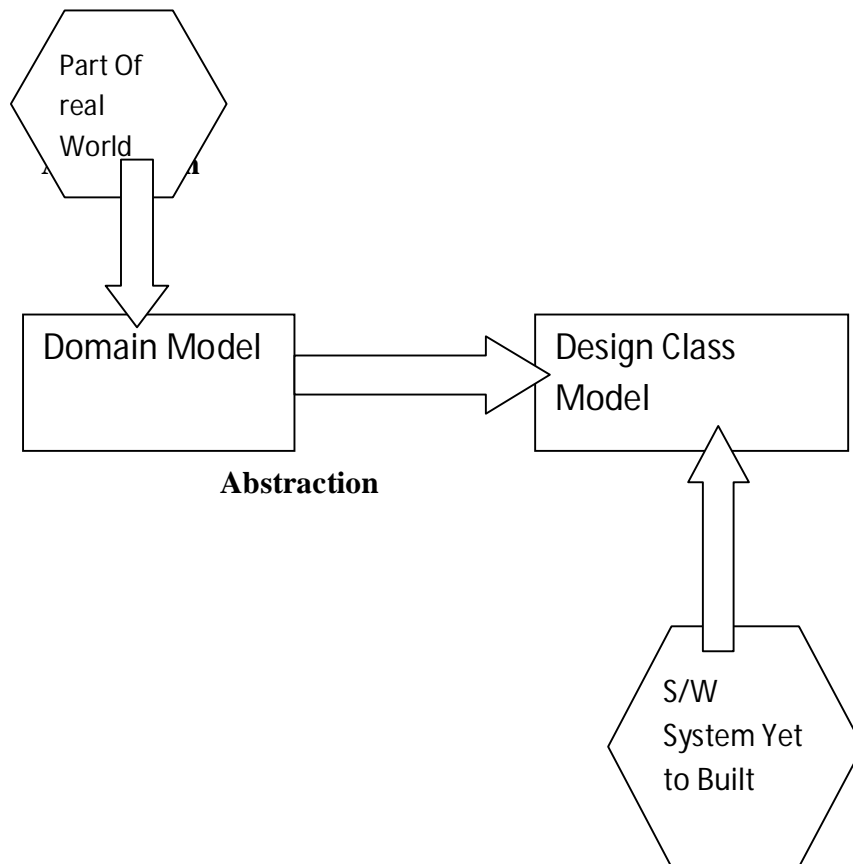 Part Of
real
World
Domain Model
Design Class
Model
Abstraction
S/W
System Yet
to Built